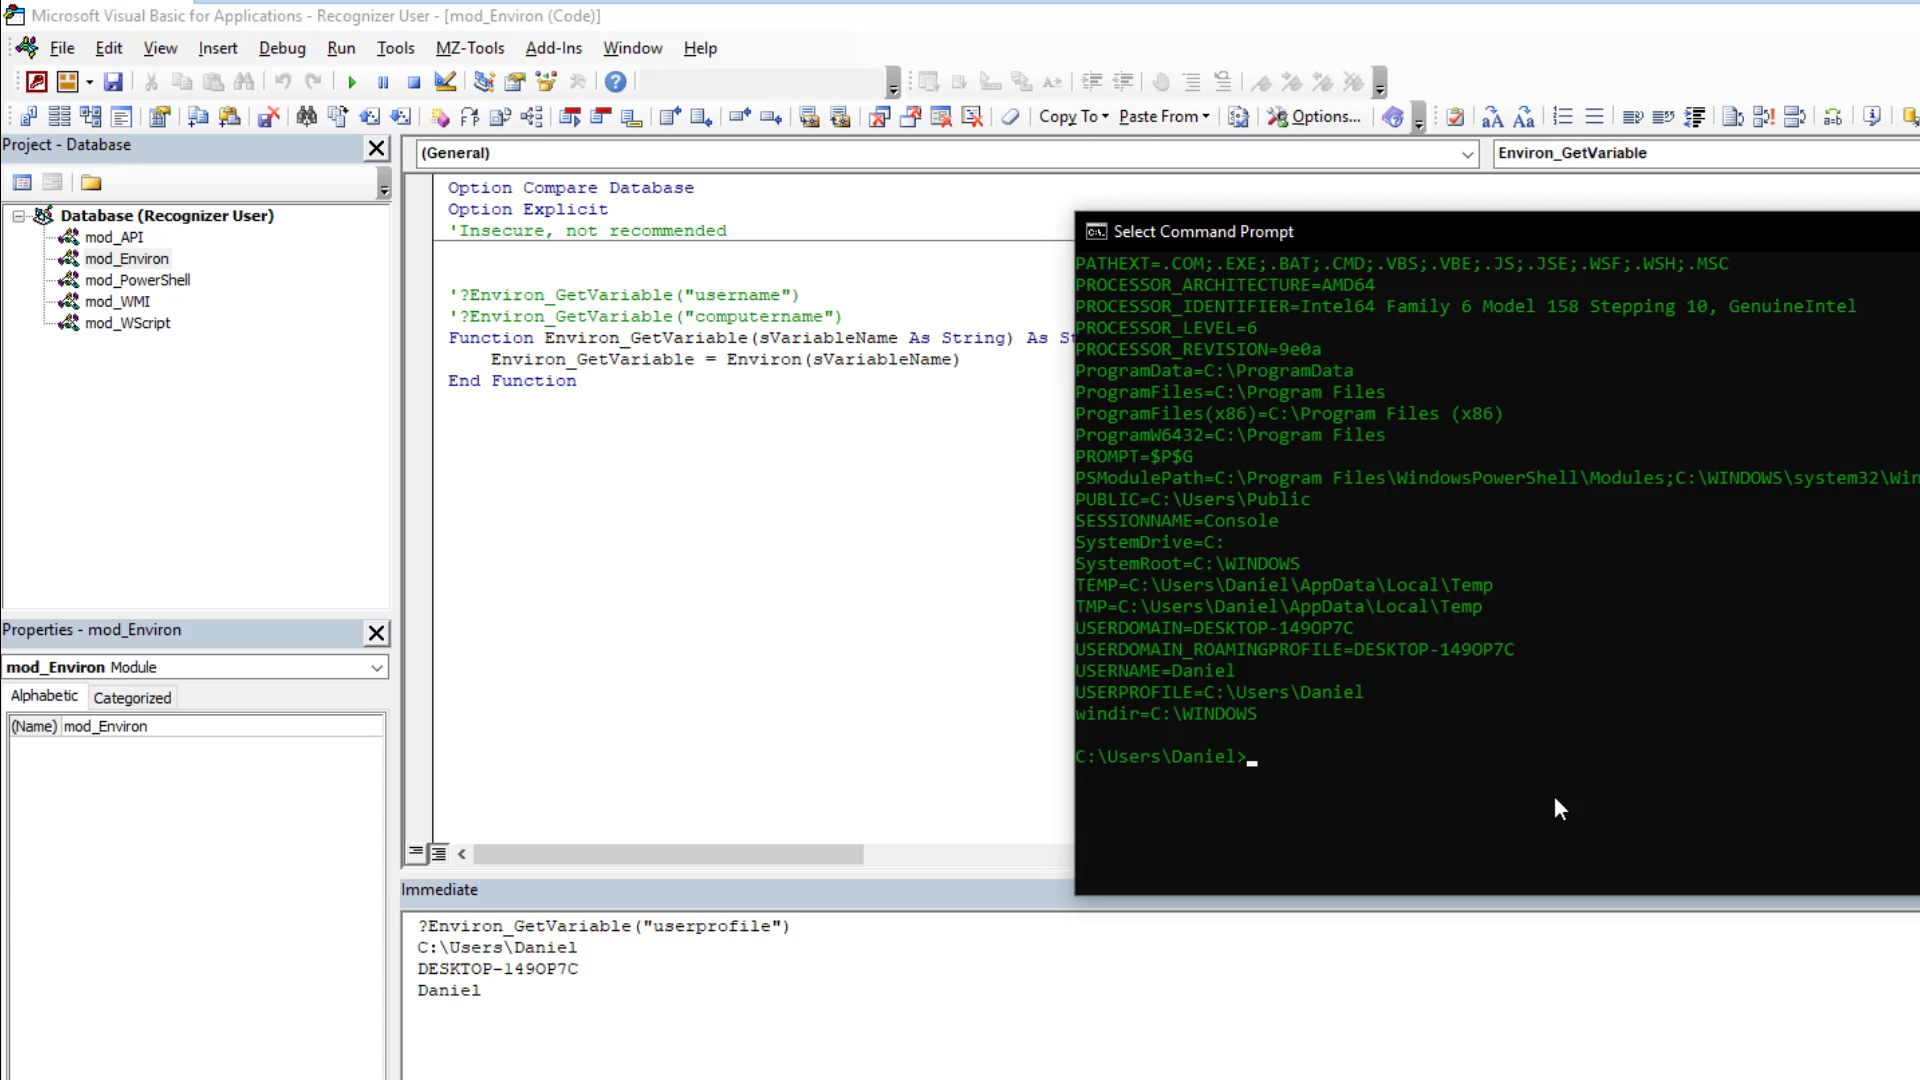 Microsoft Visual Basic for Applications - Recognizer User - [mod_Environ (Code)]
File Edit View Insert Debug Run Tools MZ-Tools Add-Ins Window Help
Copy To Paste From Options...
Project - Database
Database (Recognizer User)
mod_API
mod_Environ
mod_PowerShell
mod_WMI
mod_WScript
Properties - mod_Environ
mod_Environ Module
Alphabetic Categorized
(Name) mod_Environ
(General) Environ_GetVariable
Option Compare Database
Option Explicit
'Insecure, not recommended
'?Environ_GetVariable("username")
'?Environ_GetVariable("computername")
Function Environ_GetVariable(sVariableName As String) As St
Environ_GetVariable = Environ(sVariableName)
End Function
Select Command Prompt
PATHEXT=.COM;.EXE;.BAT;.CMD;.VBS;.VBE;.JS;.JSE;.WSF;.WSH;.MSC
PROCESSOR_ARCHITECTURE=AMD64
PROCESSOR_IDENTIFIER=Intel64 Family 6 Model 158 Stepping 10, GenuineIntel
PROCESSOR_LEVEL=6
PROCESSOR_REVISION=9e0a
ProgramData=C:\ProgramData
ProgramFiles=C:\Program Files
ProgramFiles(x86)=C:\Program Files (x86)
ProgramW6432=C:\Program Files
PROMPT=$P$G
PSModulePath=C:\Program Files\WindowsPowerShell\Modules;C:\WINDOWS\system32\Win
PUBLIC=C:\Users\Public
SESSIONNAME=Console
SystemDrive=C:
SystemRoot=C:\WINDOWS
TEMP=C:\Users\Daniel\AppData\Local\Temp
TMP=C:\Users\Daniel\AppData\Local\Temp
USERDOMAIN=DESKTOP-149OP7C
USERDOMAIN_ROAMINGPROFILE=DESKTOP-149OP7C
USERNAME=Daniel
USERPROFILE=C:\Users\Daniel
windir=C:\WINDOWS
C:\Users\Daniel>
Immediate
?Environ_GetVariable("userprofile")
C:\Users\Daniel
DESKTOP-149OP7C
Daniel